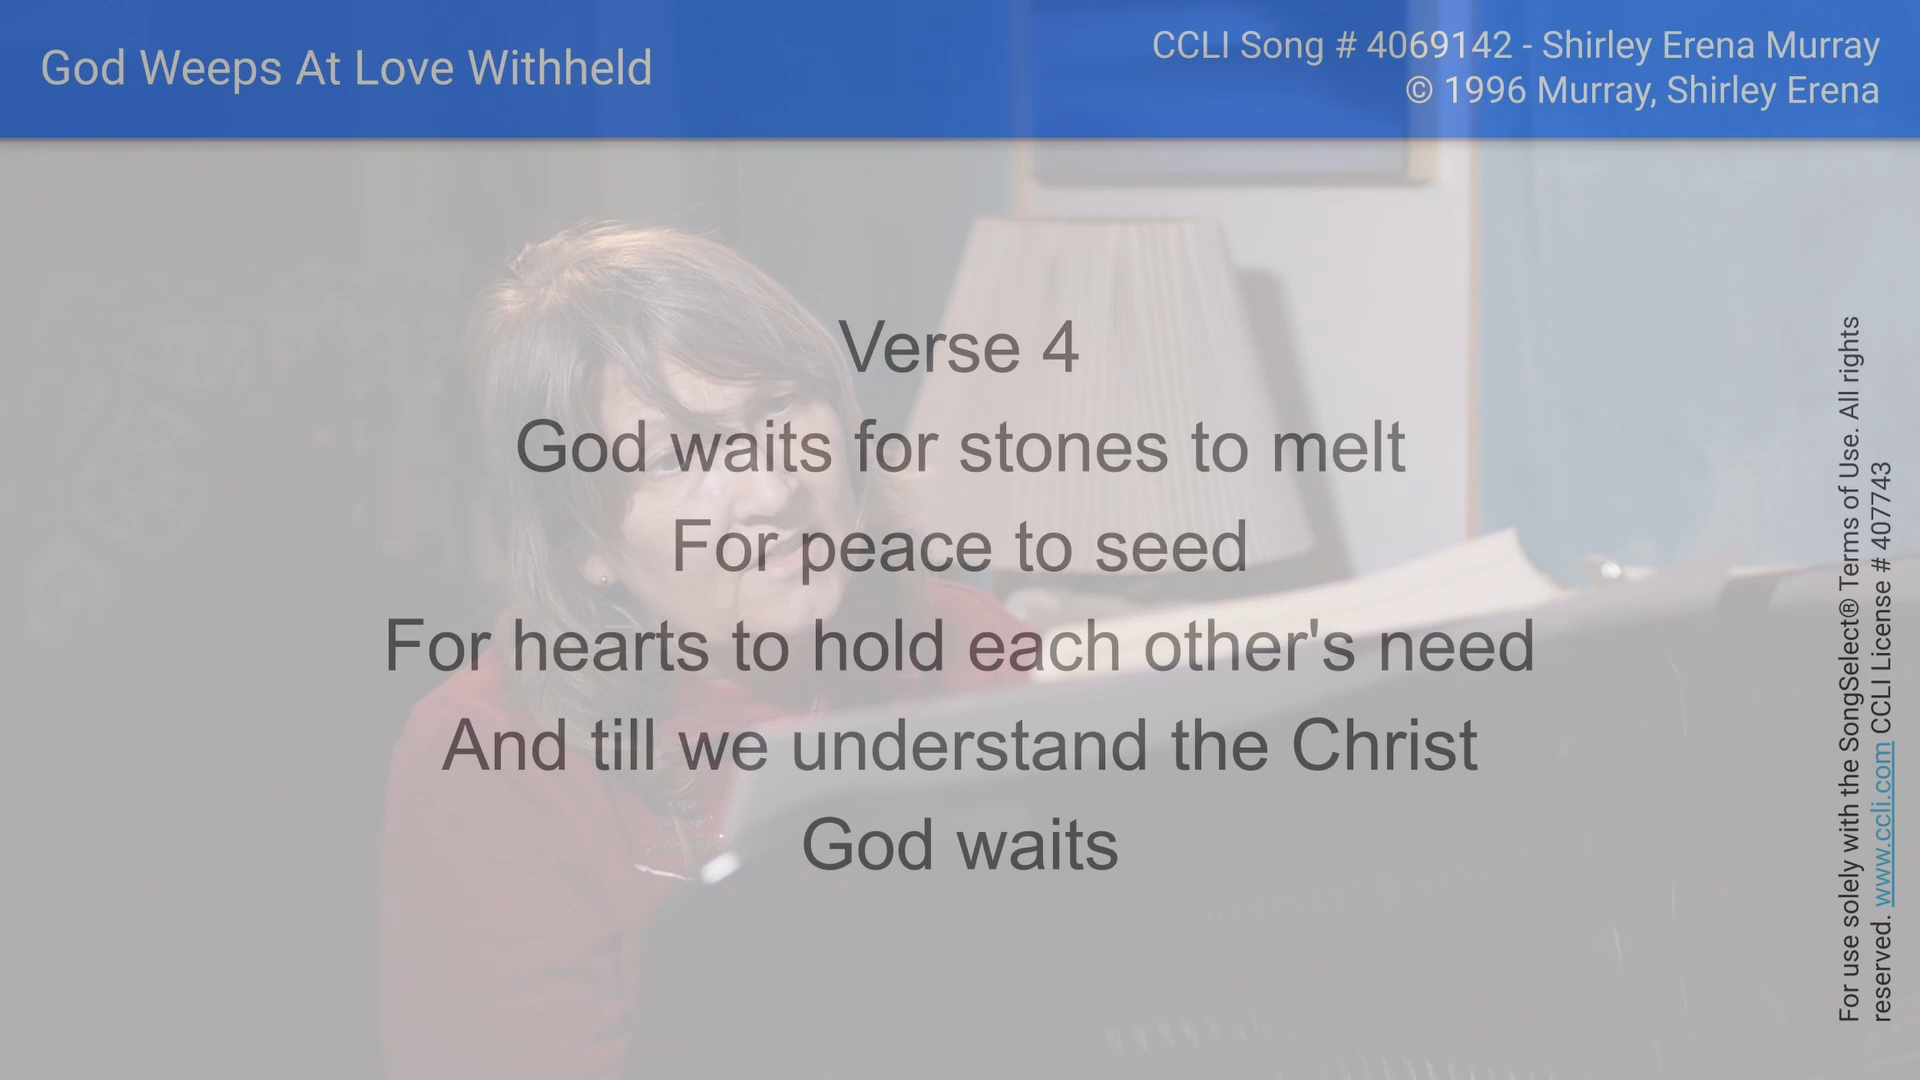 God Weeps At Love Withheld
CCLI Song # 4069142 - Shirley Erena Murray
© 1996 Murray, Shirley Erena
Verse 4
God waits for stones to melt
For peace to seed
For hearts to hold each other's need
And till we understand the Christ
God waits
For use solely with the SongSelect® Terms of Use. All rights
reserved. www.ccli.com CCLI License # 407743